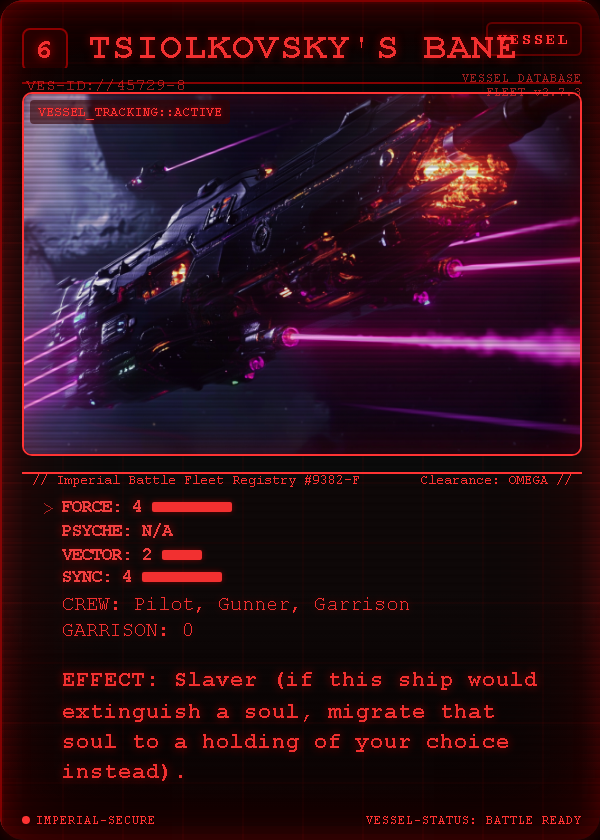 6
TSIOLKOVSKY'S BANE
VESSEL
VES-ID://45729-8
VESSEL DATABASE
FLEET v2.7.3
VESSEL_TRACKING::ACTIVE
// Imperial Battle Fleet Registry #9382-F
Clearance: OMEGA //
> FORCE: 4
PSYCHE: N/A
VECTOR: 2
SYNC: 4
CREW: Pilot, Gunner, Garrison
GARRISON: 0
EFFECT: Slaver (if this ship would
extinguish a soul, migrate that
soul to a holding of your choice
instead).
IMPERIAL-SECURE
VESSEL-STATUS: BATTLE READY